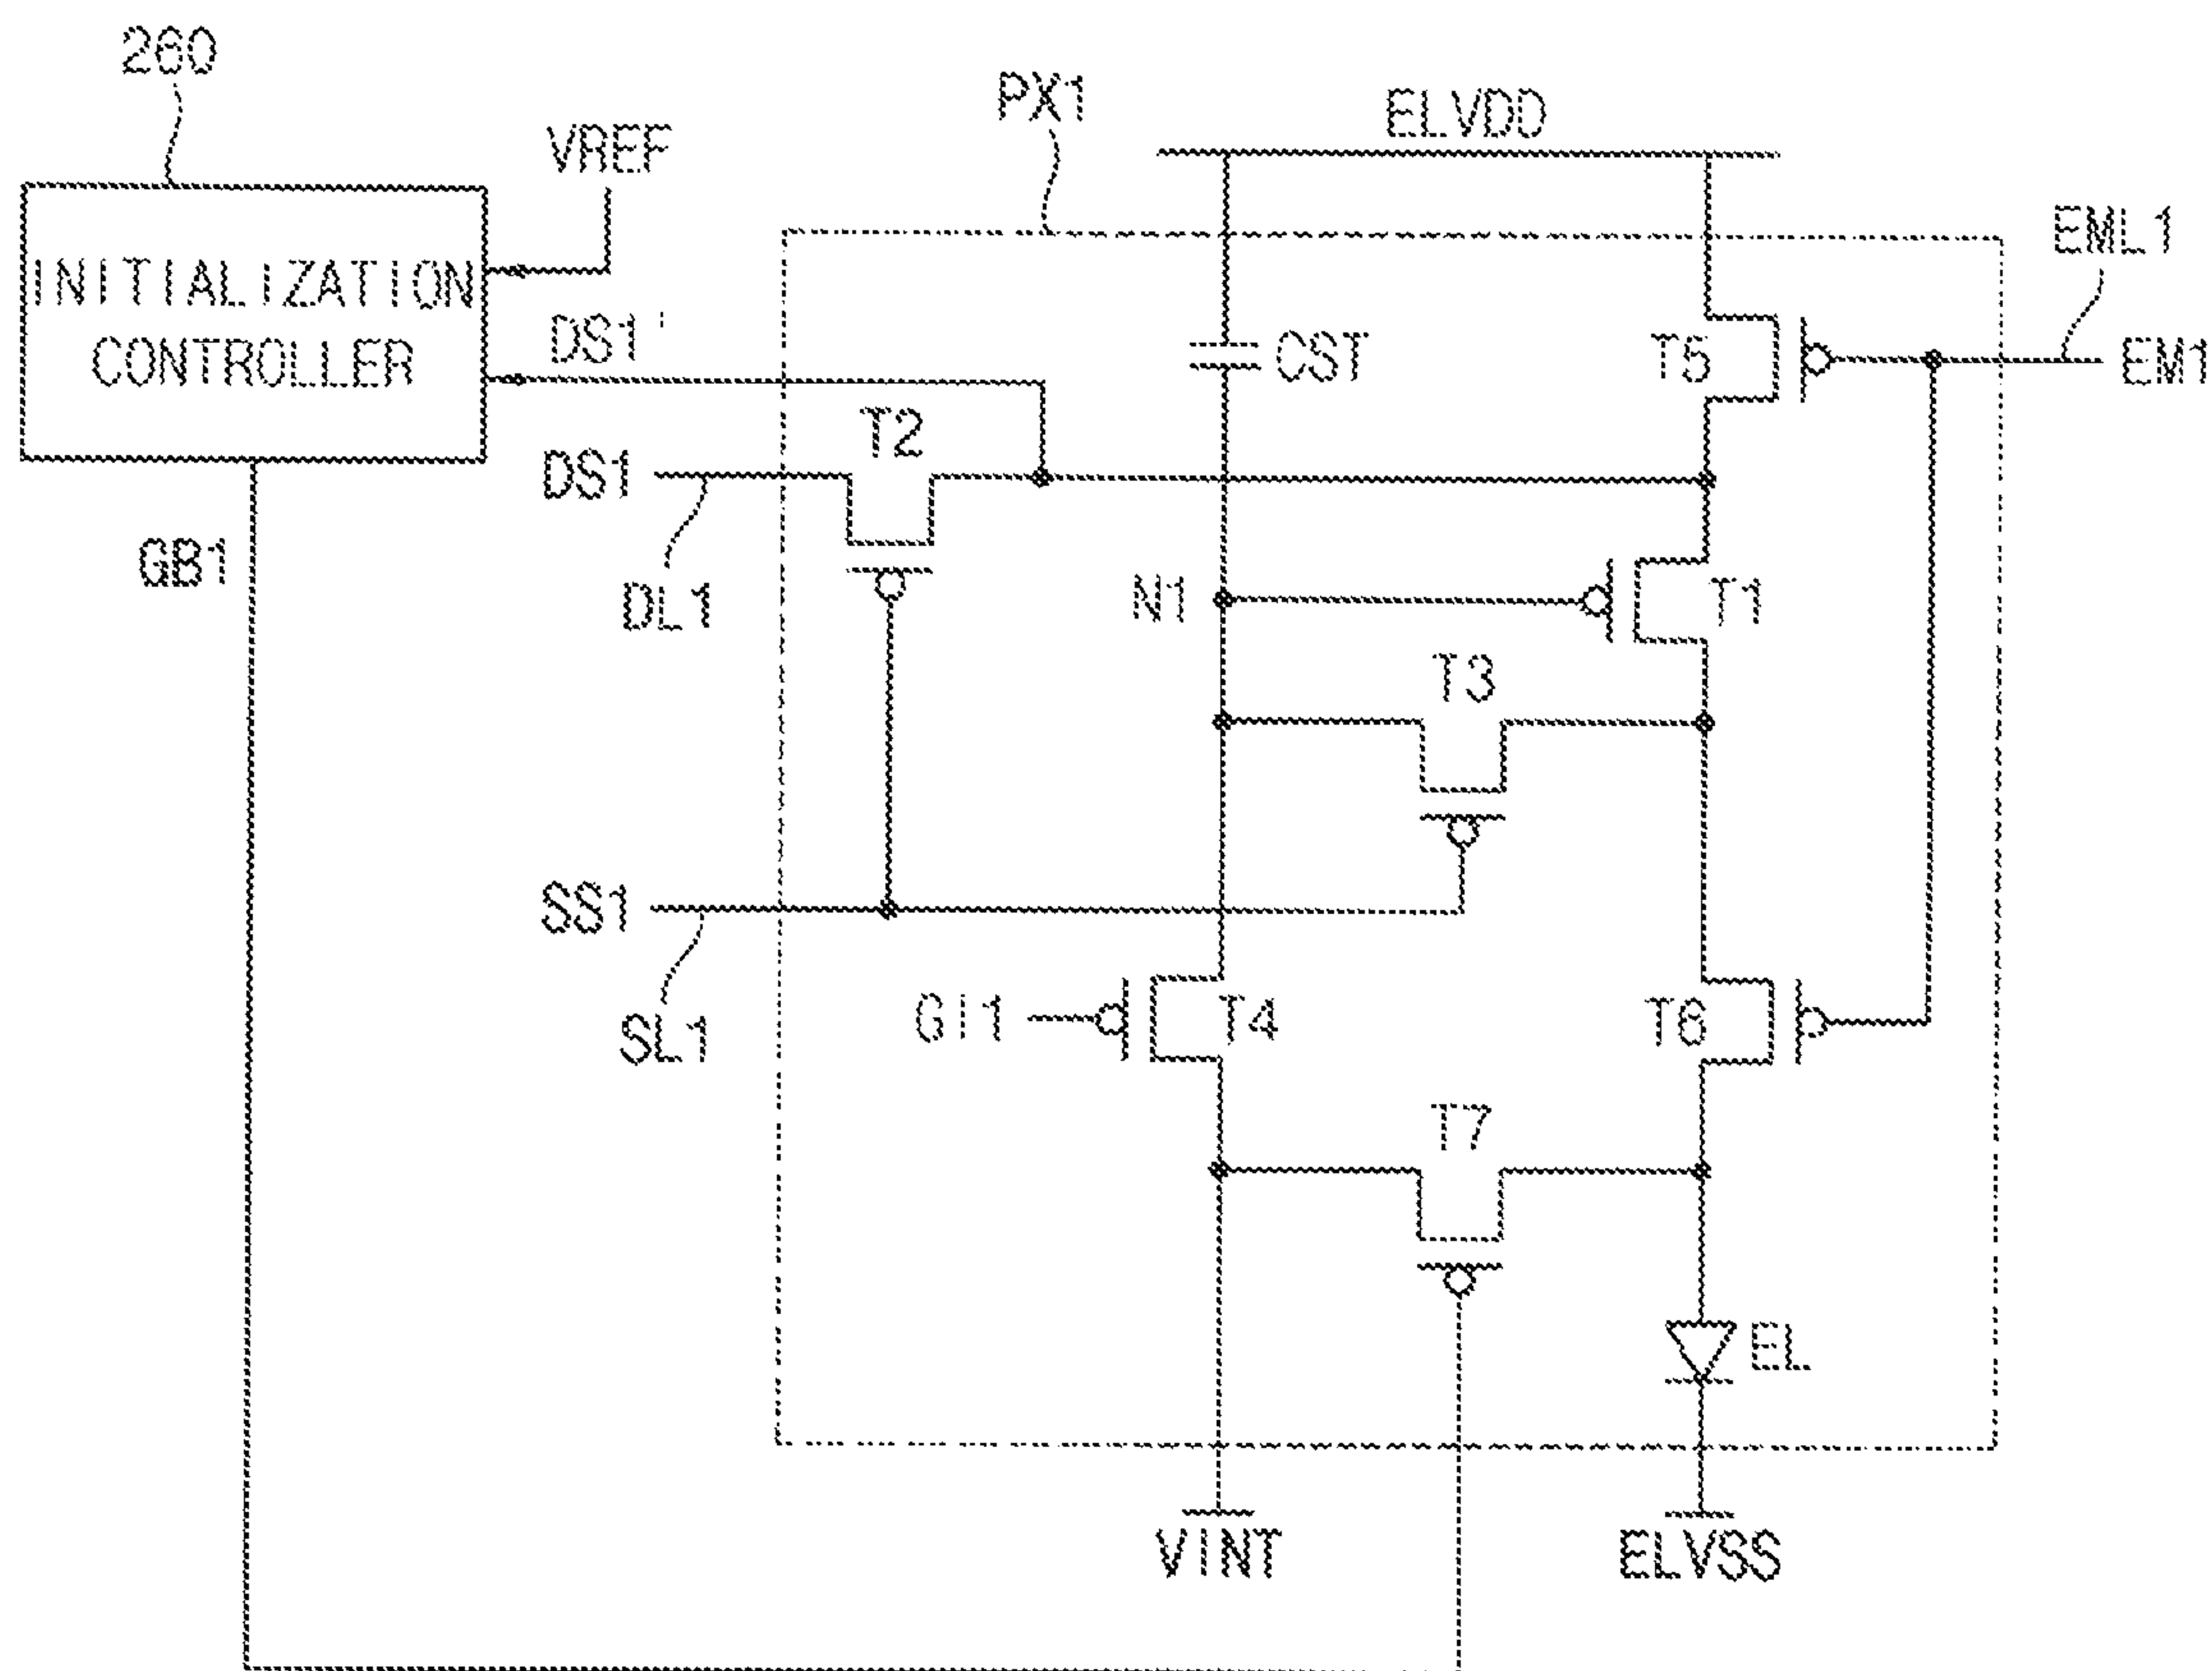 260
PX1
ELVDD
VREF
EML1
INITIALIZATION
CONTROLLER
DS1'
CST
T5
EM1
T2
DS1
GB1
DL1
N1
T1
T3
SS1
SL1
GI1
T4
T6
T7
EL
VINT
ELVSS